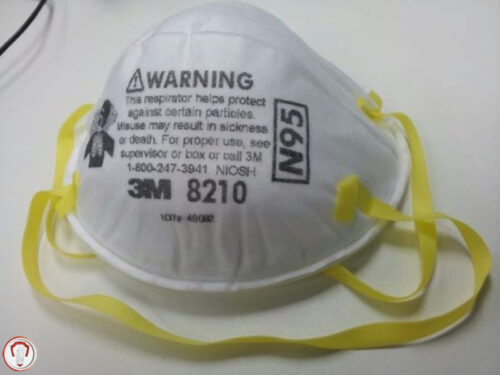 ⚠WARNING
This respirator helps protect
against certain particles.
Misuse may result in sickness
or death. For proper use, see
supervisor or box or call 3M
1-800-247-3941. NIOSH
3M 8210
N95